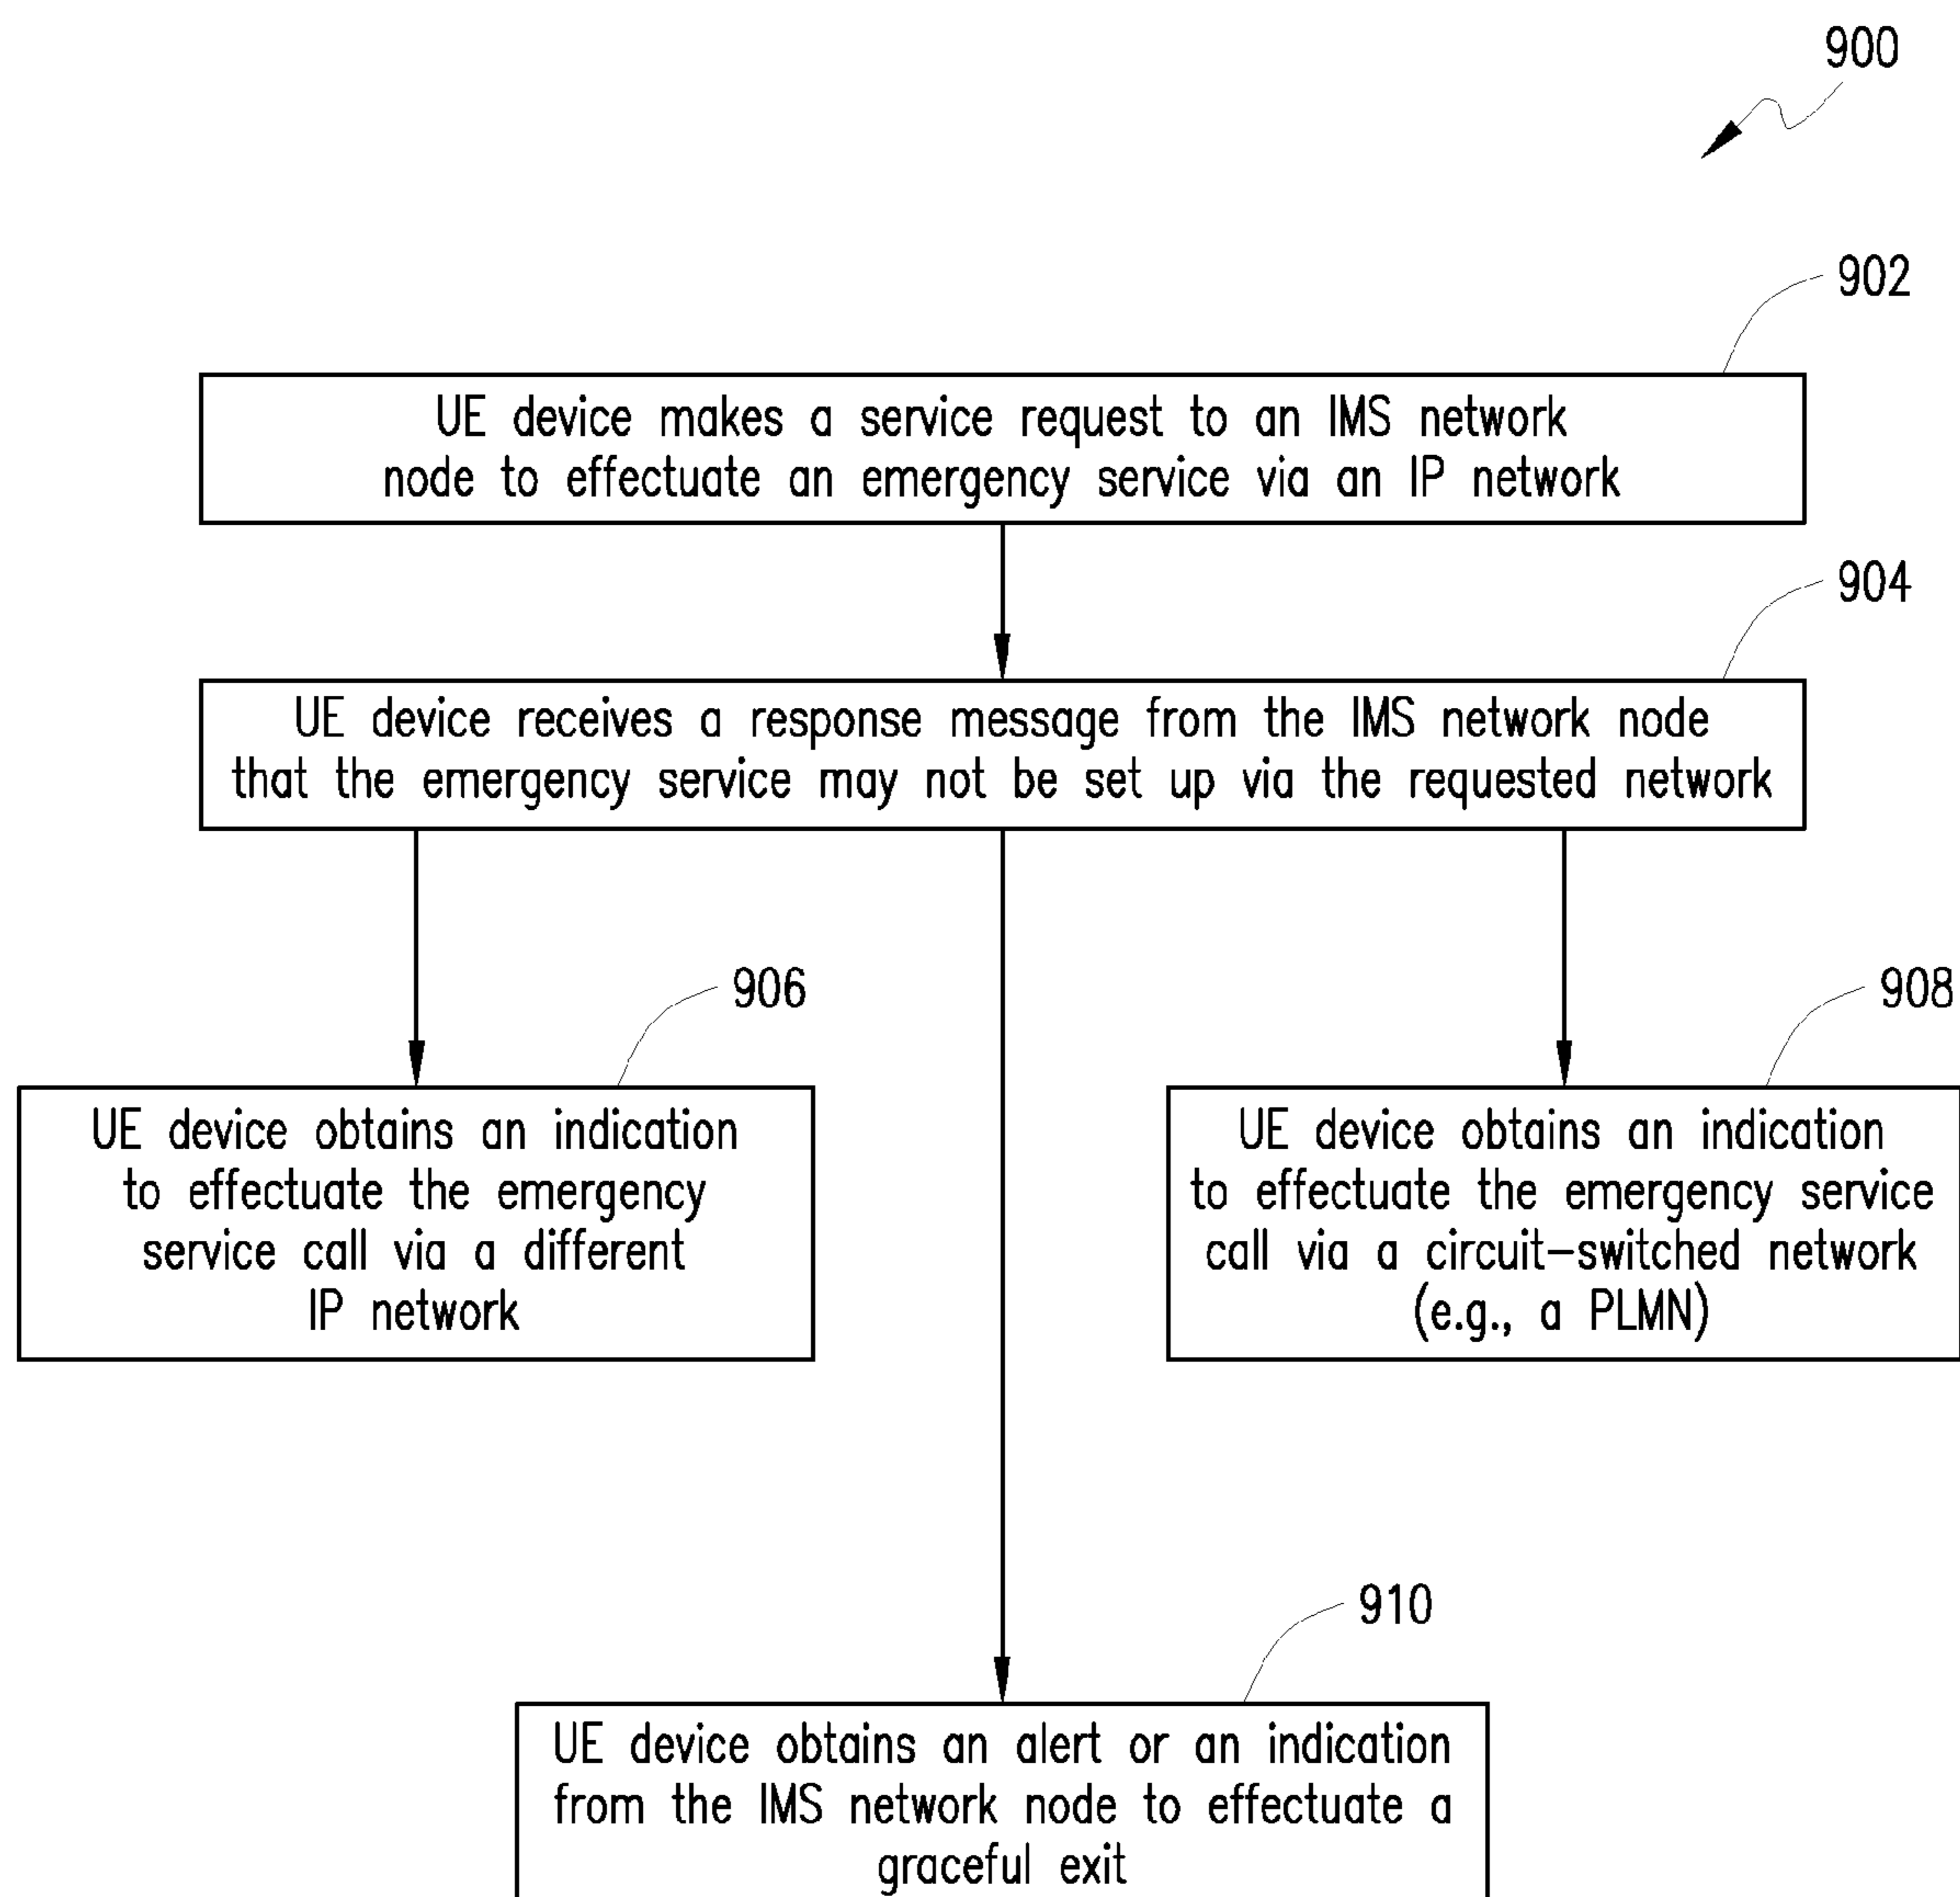 900
902
UE device makes a service request to an IMS network
node to effectuate an emergency service via an IP network
904
UE device receives a response message from the IMS network node
that the emergency service may not be set up via the requested network
906
UE device obtains an indication
to effectuate the emergency
service call via a different
IP network
908
UE device obtains an indication
to effectuate the emergency service
call via a circuit-switched network
(e.g., a PLMN)
910
UE device obtains an alert or an indication
from the IMS network node to effectuate a
graceful exit